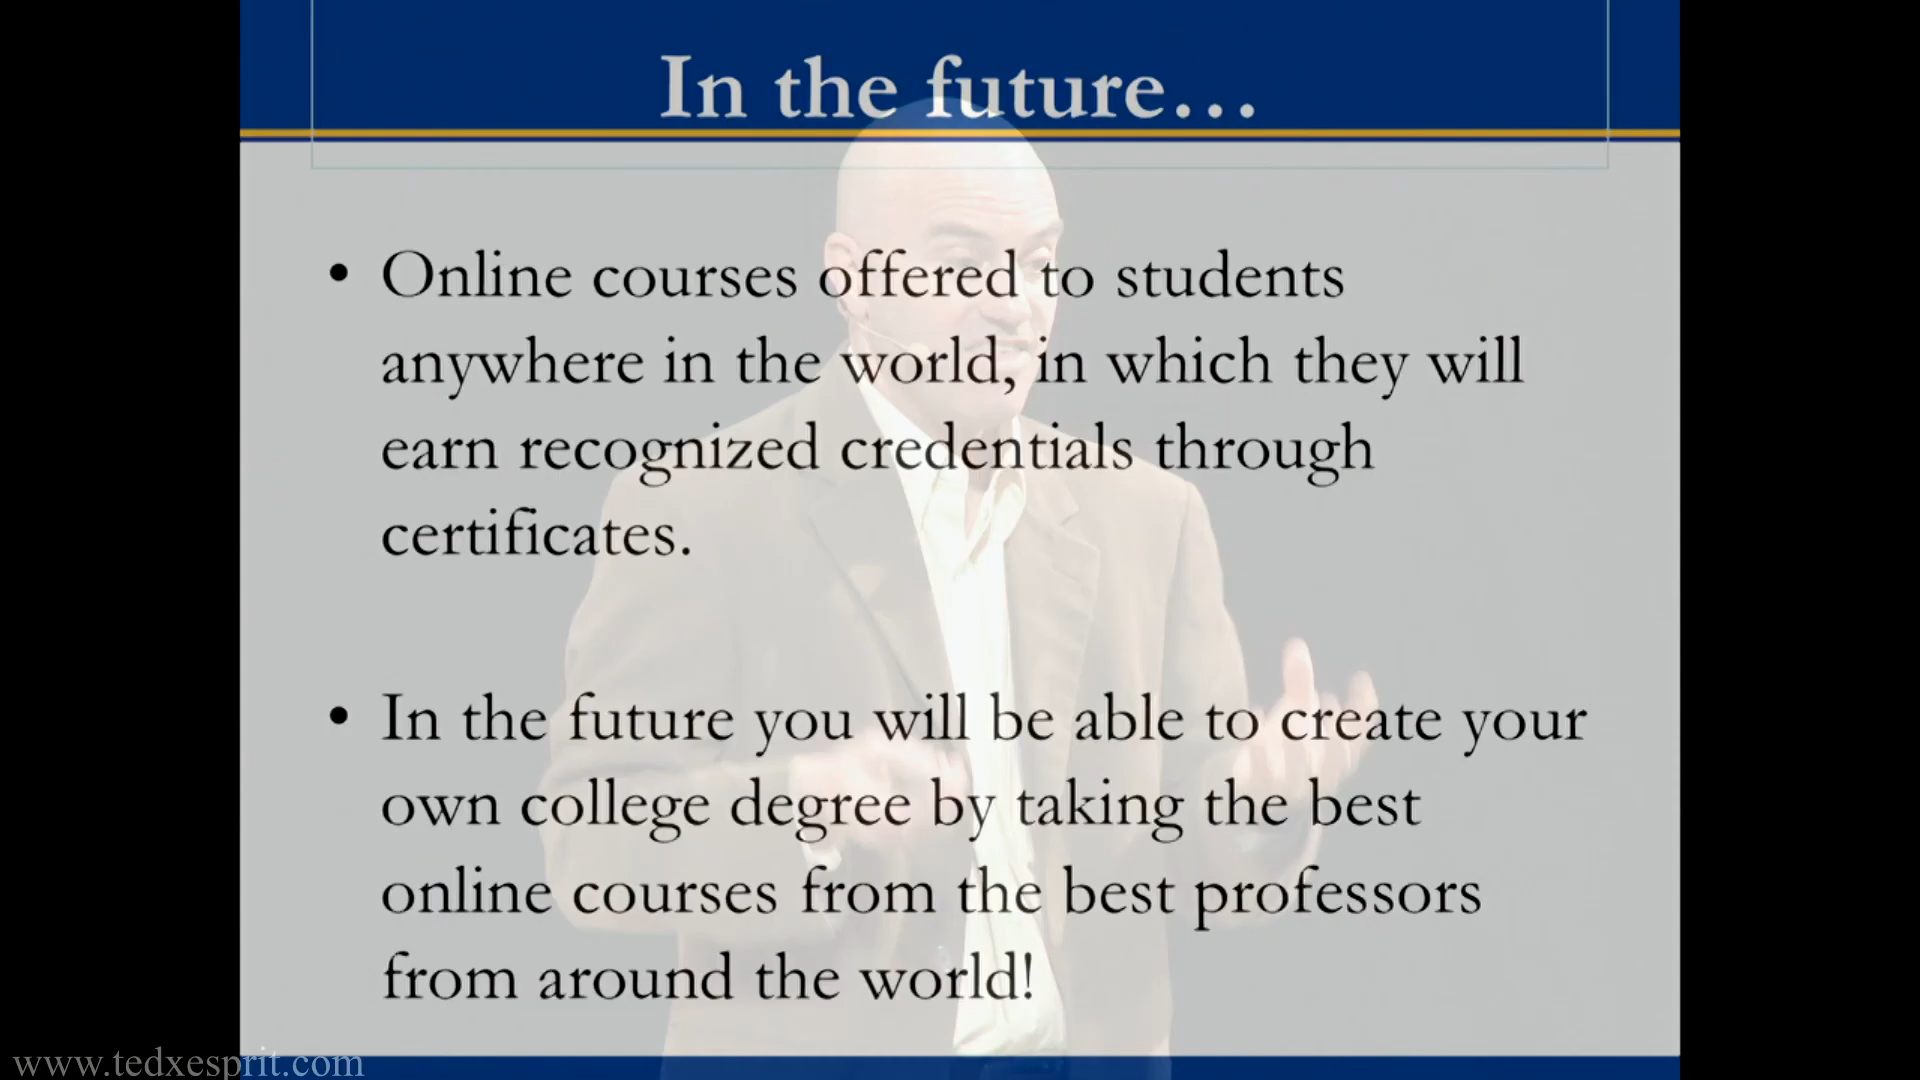 In the future…
• Online courses offered to students
anywhere in the world, in which they will
earn recognized credentials through
certificates.
• In the future you will be able to create your
own college degree by taking the best
online courses from the best professors
from around the world!
www.tedxesprit.com